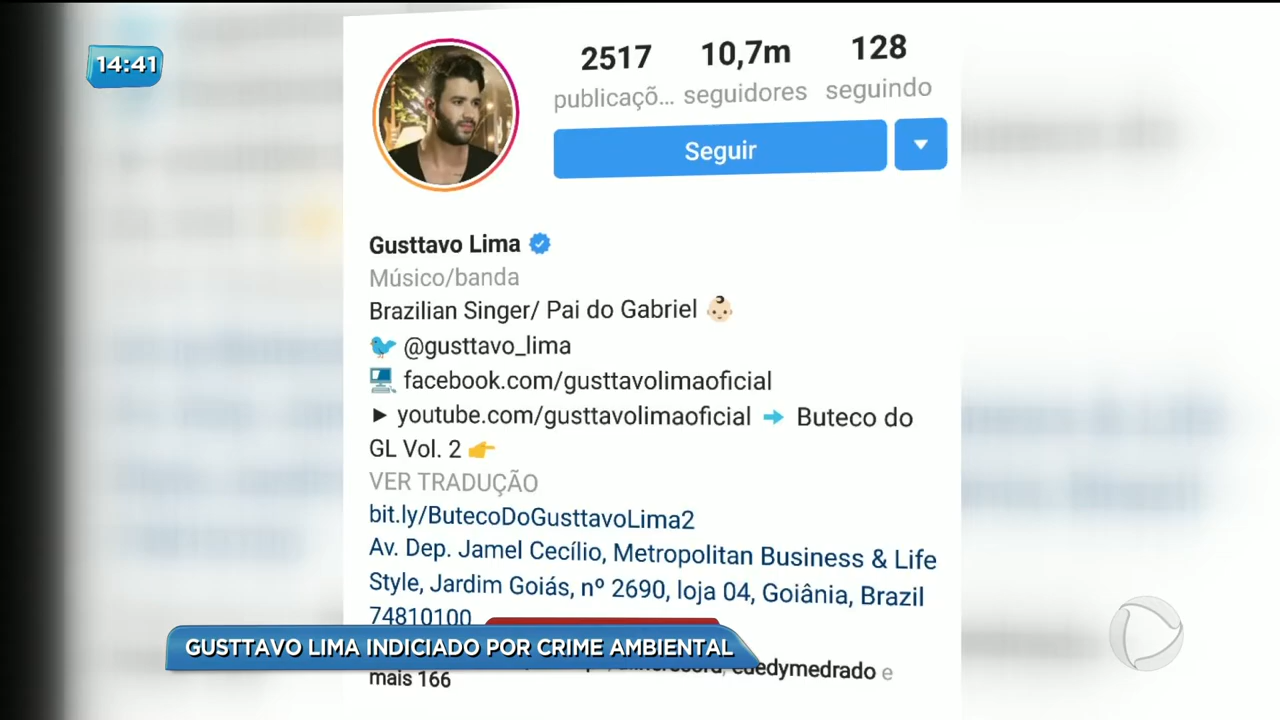 14:41
2517 10,7m 128
publicaçõ... seguidores seguindo
Seguir
Gusttavo Lima
Músico/banda
Brazilian Singer/ Pai do Gabriel
@gusttavo_lima
facebook.com/gusttavolimaoficial
youtube.com/gusttavolimaoficial ➡ Buteco do
GL Vol. 2
VER TRADUÇÃO
bit.ly/ButecoDoGusttavoLima2
Av. Dep. Jamel Cecílio, Metropolitan Business & Life
Style, Jardim Goiás, nº 2690, loja 04, Goiânia, Brazil
74810100
GUSTTAVO LIMA INDICIADO POR CRIME AMBIENTAL
cuedymedrado e
mais 166